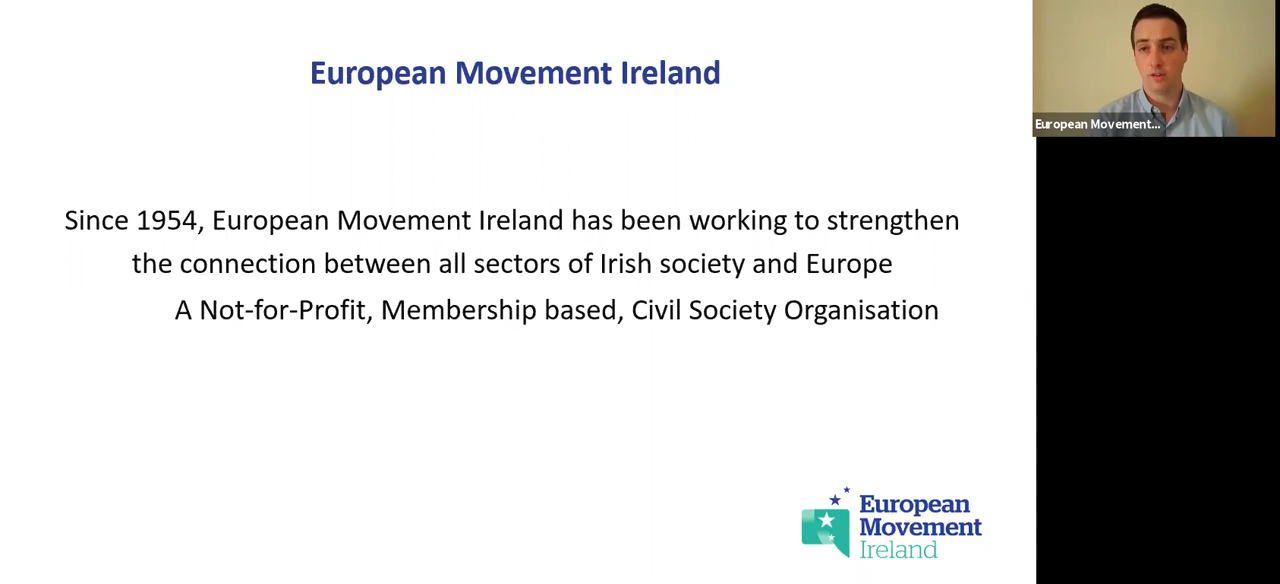 European Movement Ireland
European Movement...
Since 1954, European Movement Ireland has been working to strengthen
the connection between all sectors of Irish society and Europe
A Not-for-Profit, Membership based, Civil Society Organisation
European
Movement
Ireland